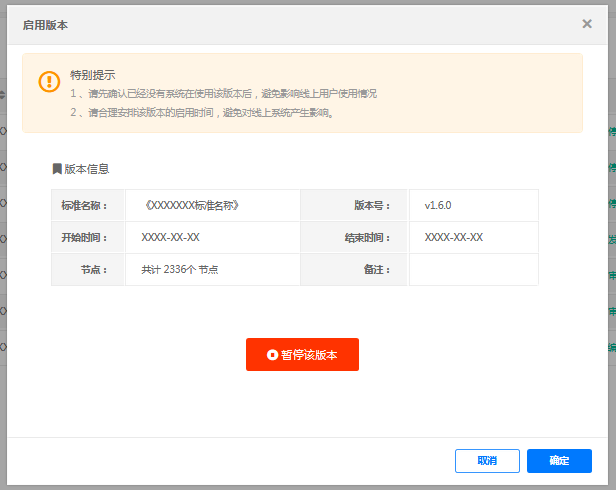 启用版本
特别提示
1、请先确认已经没有系统在使用该版本后，避免影响线上用户使用情况
2、请合理安排该版本的启用时间，避免对线上系统产生影响。
版本信息
标准名称： 《XXXXXXX标准名称》 版本号： v1.6.0
开始时间： XXXX-XX-XX 结束时间： XXXX-XX-XX
节点： 共计 2336个 节点 备注：
暂停该版本
取消 确定